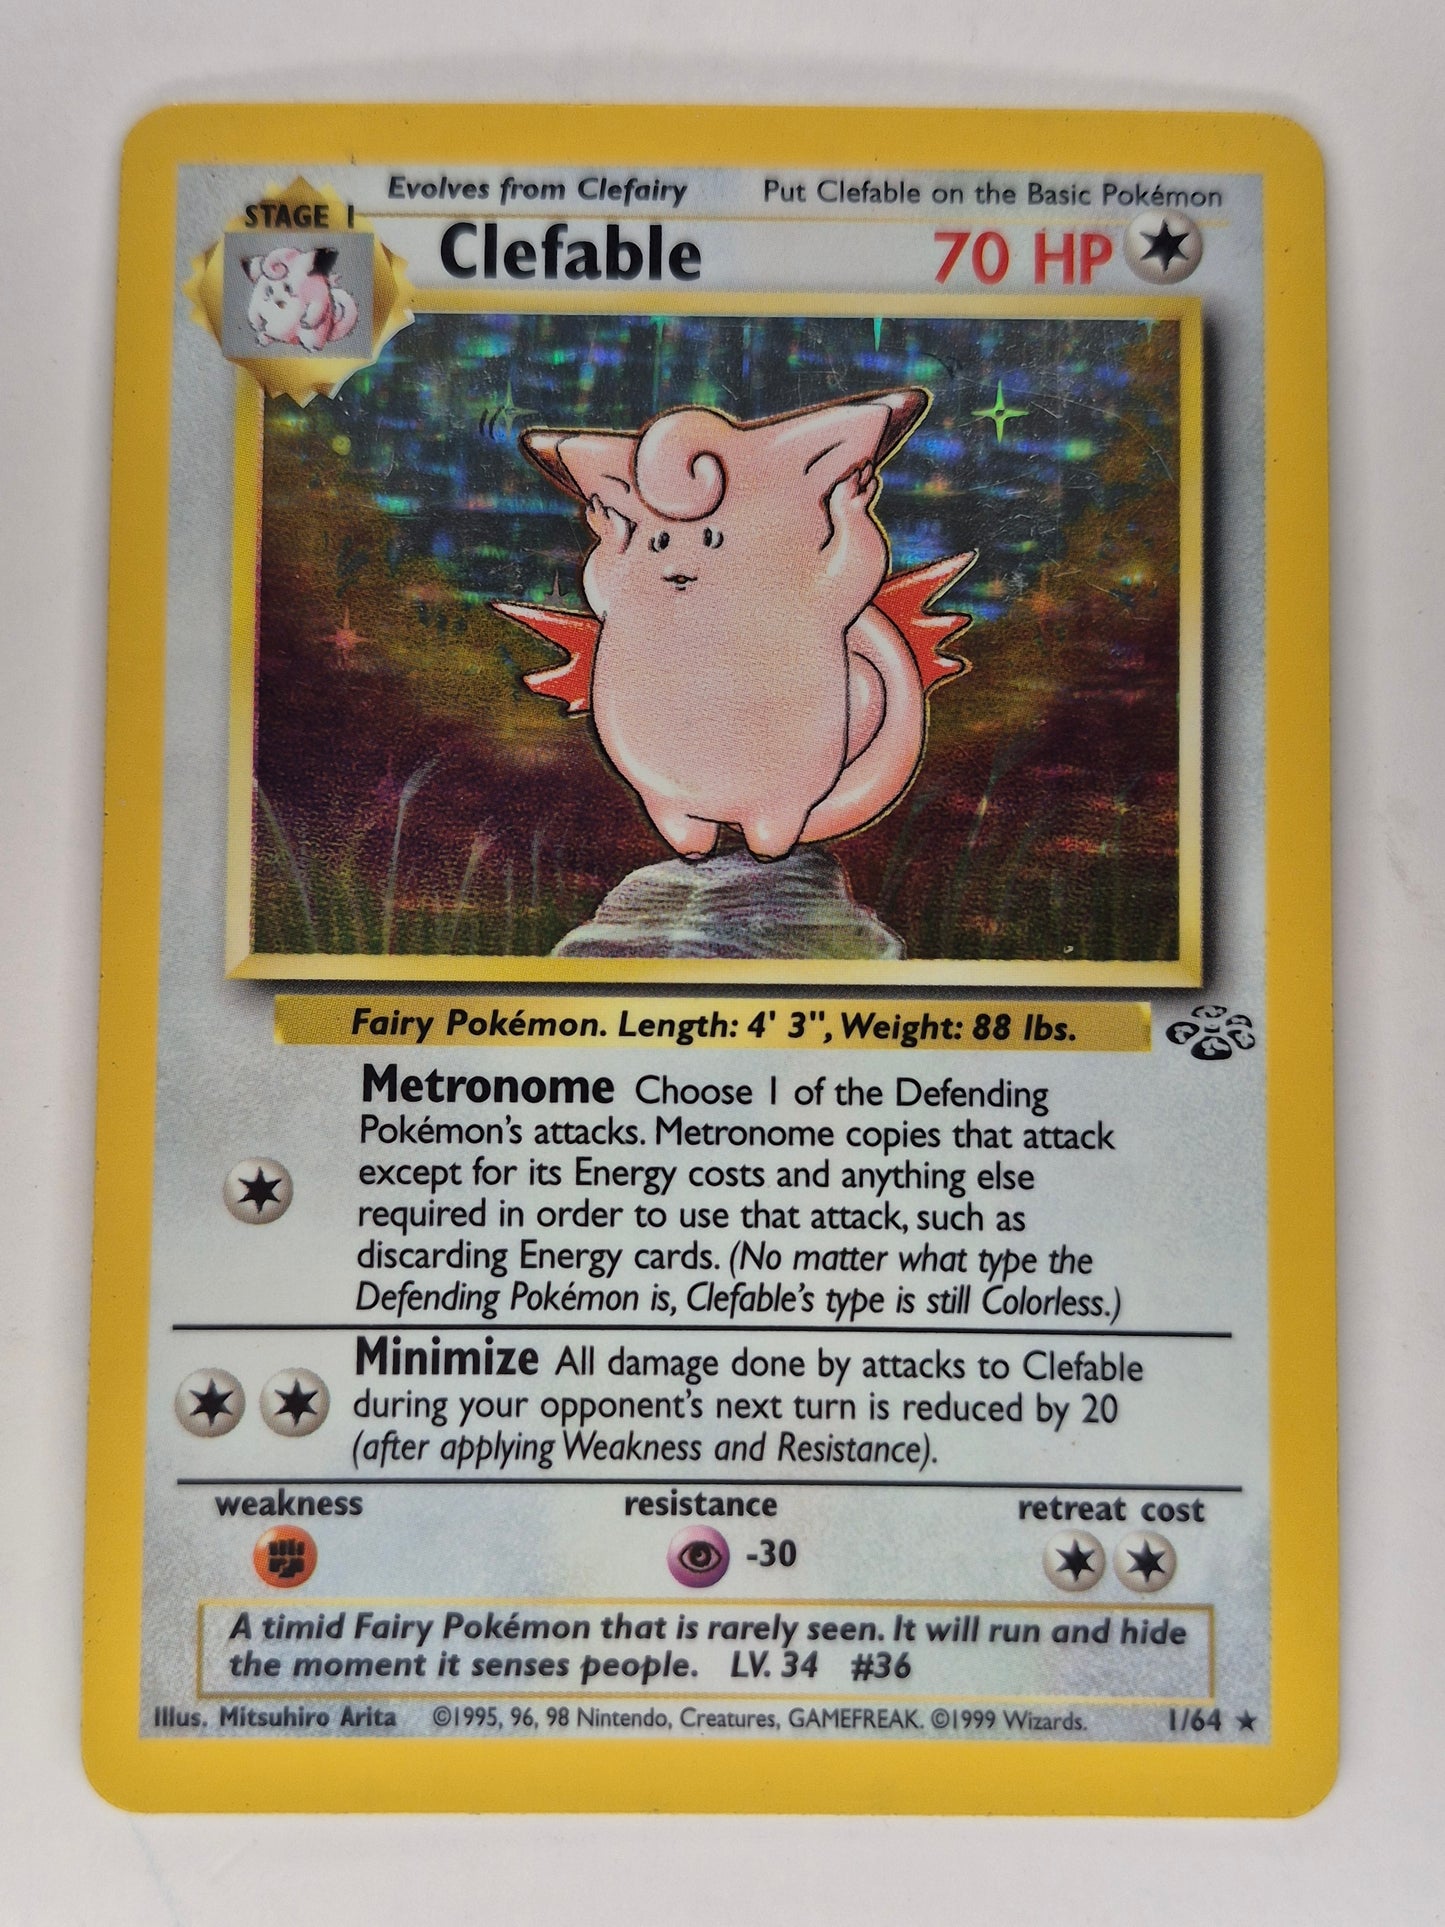 Evolves from Clefairy Put Clefable on the Basic Pokémon
STAGE 1
Clefable 70 HP
Fairy Pokémon. Length: 4' 3", Weight: 88 lbs.
Metronome Choose 1 of the Defending
Pokémon's attacks. Metronome copies that attack
except for its Energy costs and anything else
required in order to use that attack, such as
discarding Energy cards. (No matter what type the
Defending Pokémon is, Clefable's type is still Colorless.)
Minimize All damage done by attacks to Clefable
during your opponent's next turn is reduced by 20
(after applying Weakness and Resistance).
weakness resistance retreat cost
-30
A timid Fairy Pokémon that is rarely seen. It will run and hide
the moment it senses people. LV. 34 #36
Illus. Mitsuhiro Arita ©1995, 96, 98 Nintendo, Creatures, GAMEFREAK. ©1999 Wizards. 1/64 ★